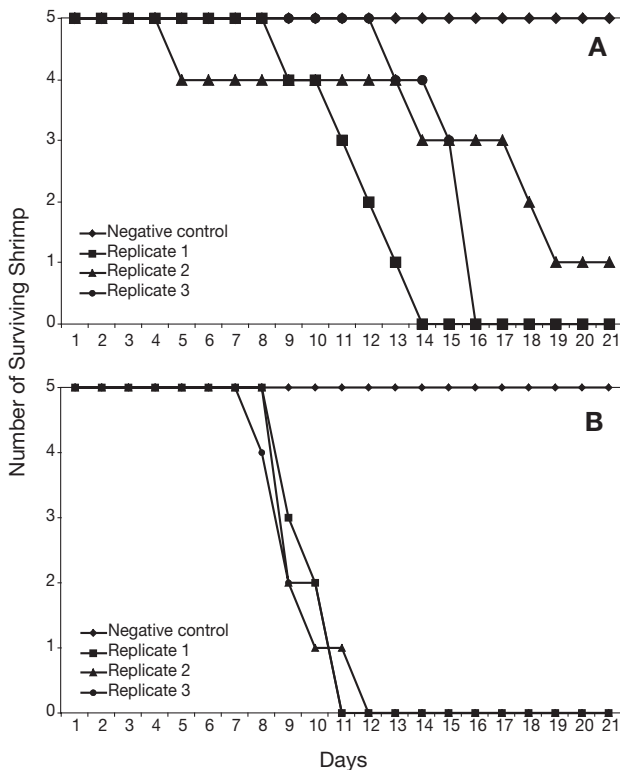 5
4
3
2
1
0
A
Negative control
Replicate 1
Replicate 2
Replicate 3
1 2 3 4 5 6 7 8 9 10 11 12 13 14 15 16 17 18 19 20 21
Number of Surviving Shrimp
5
4
3
2
1
0
B
Negative control
Replicate 1
Replicate 2
Replicate 3
1 2 3 4 5 6 7 8 9 10 11 12 13 14 15 16 17 18 19 20 21
Days